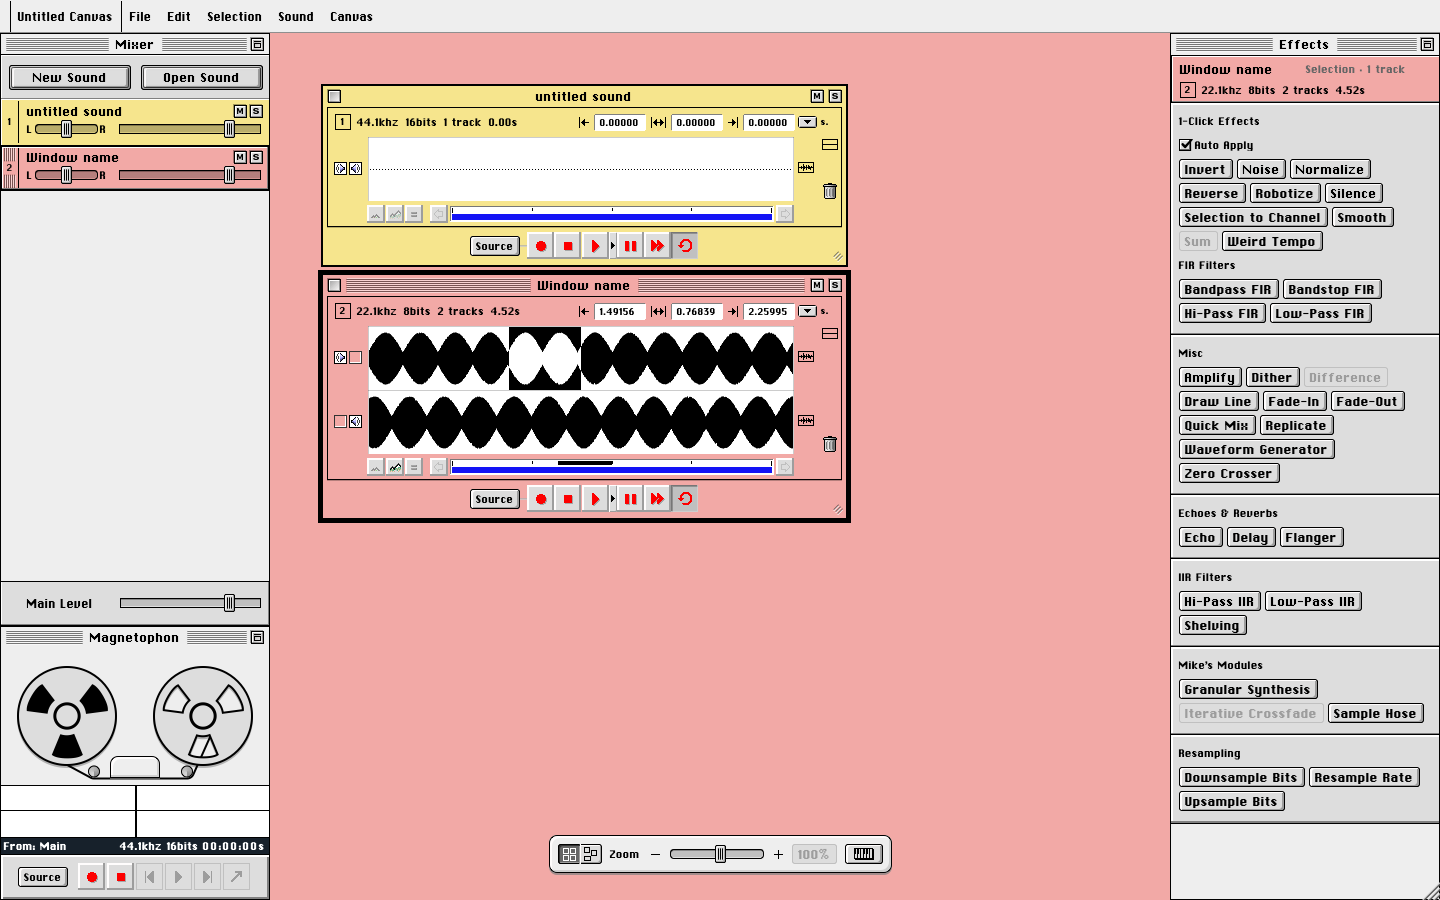 Untitled Canvas File Edit Selection Sound Canvas
Mixer
New Sound Open Sound
1 untitled sound M S
L R
2 Window name M S
L R
Main Level
Magnetophon
From: Main 44.1khz 16bits 00:00:00s
Source
untitled sound M S
1 44.1khz 16bits 1 track 0.00s 0.00000 0.00000 0.00000 s.
Source
Window name M S
2 22.1khz 8bits 2 tracks 4.52s 1.49156 0.76839 2.25995 s.
Source
Zoom 100%
Effects
Window name Selection · 1 track
2 22.1khz 8bits 2 tracks 4.52s
1-Click Effects
Auto Apply
Invert Noise Normalize
Reverse Robotize Silence
Selection to Channel Smooth
Sum Weird Tempo
FIR Filters
Bandpass FIR Bandstop FIR
Hi-Pass FIR Low-Pass FIR
Misc
Amplify Dither Difference
Draw Line Fade-In Fade-Out
Quick Mix Replicate
Waveform Generator
Zero Crosser
Echoes & Reverbs
Echo Delay Flanger
IIR Filters
Hi-Pass IIR Low-Pass IIR
Shelving
Mike's Modules
Granular Synthesis
Iterative Crossfade Sample Hose
Resampling
Downsample Bits Resample Rate
Upsample Bits